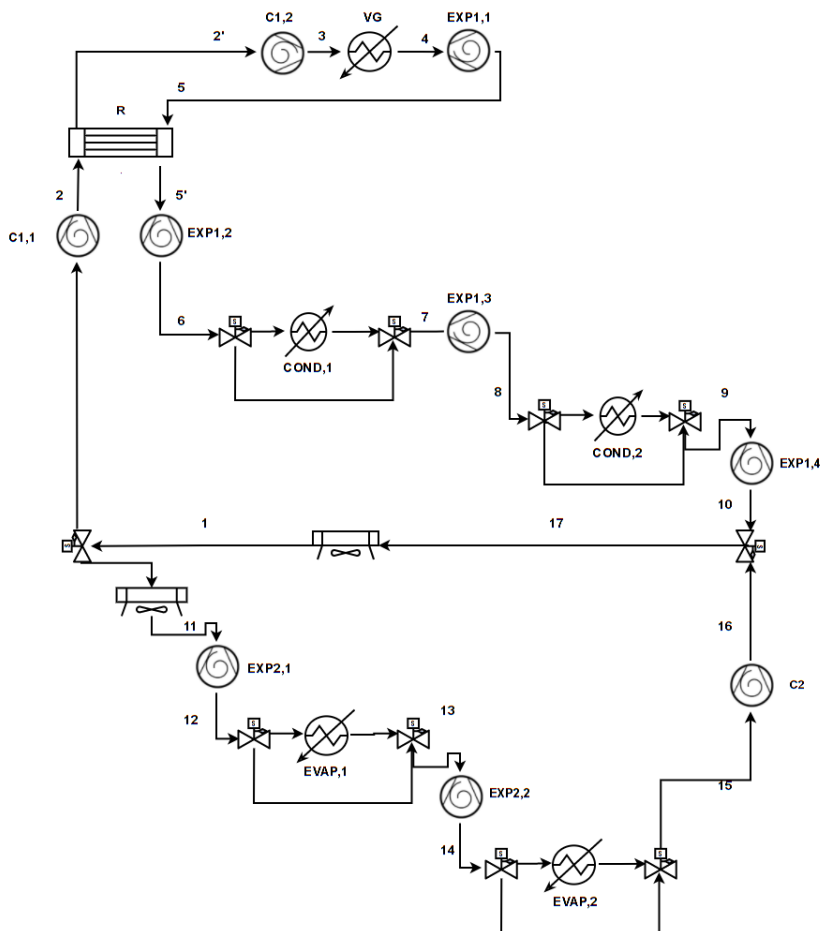 2'
C1,2
3
VG
4
EXP1,1
5
R
2
5'
C1,1
EXP1,2
6
S
COND,1
S
7
EXP1,3
8
S
COND,2
S
9
EXP1,4
10
S
1
17
S
11
EXP2,1
16
C2
12
S
EVAP,1
S
13
EXP2,2
15
14
S
EVAP,2
S